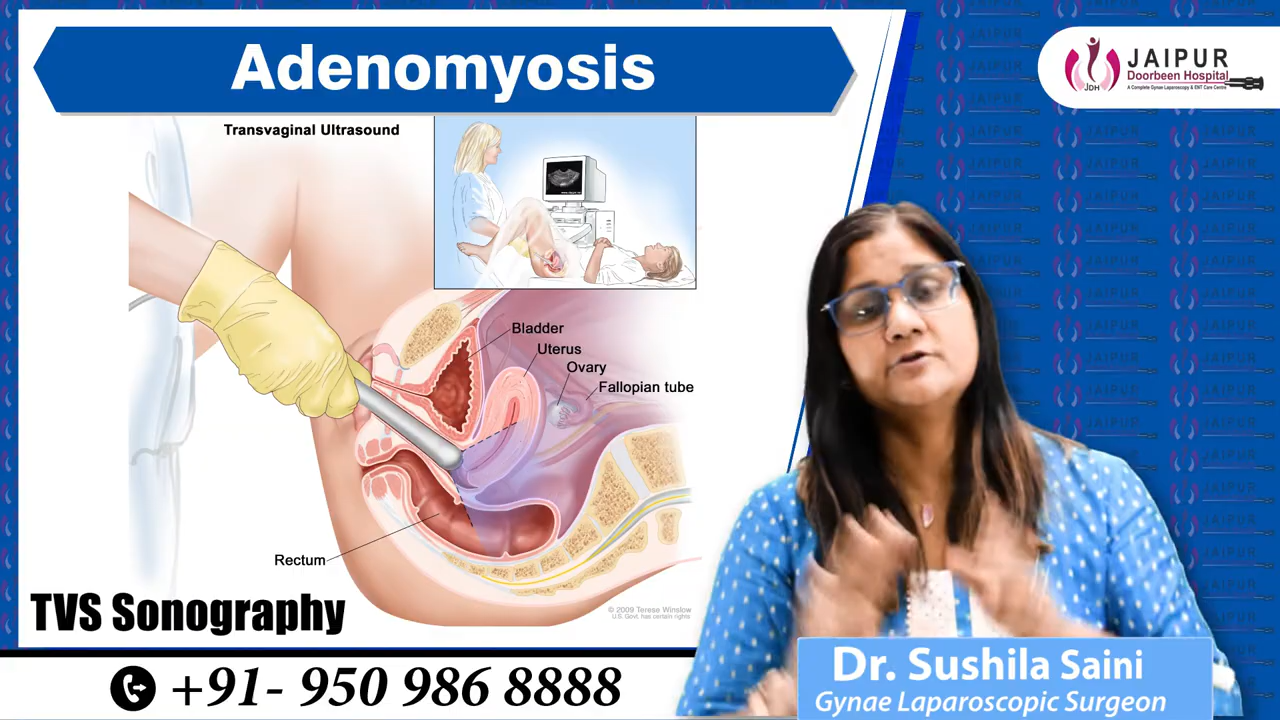 Adenomyosis
Transvaginal Ultrasound
Bladder
Uterus
Ovary
Fallopian tube
Rectum
© 2009 Terese Winslow
U.S. Govt. has certain rights
TVS Sonography
+91- 950 986 8888
JAIPUR
Doorbeen Hospital
A Complete Gynae Laparoscopy & ENT Care Centre
JDH
Dr. Sushila Saini
Gynae Laparoscopic Surgeon